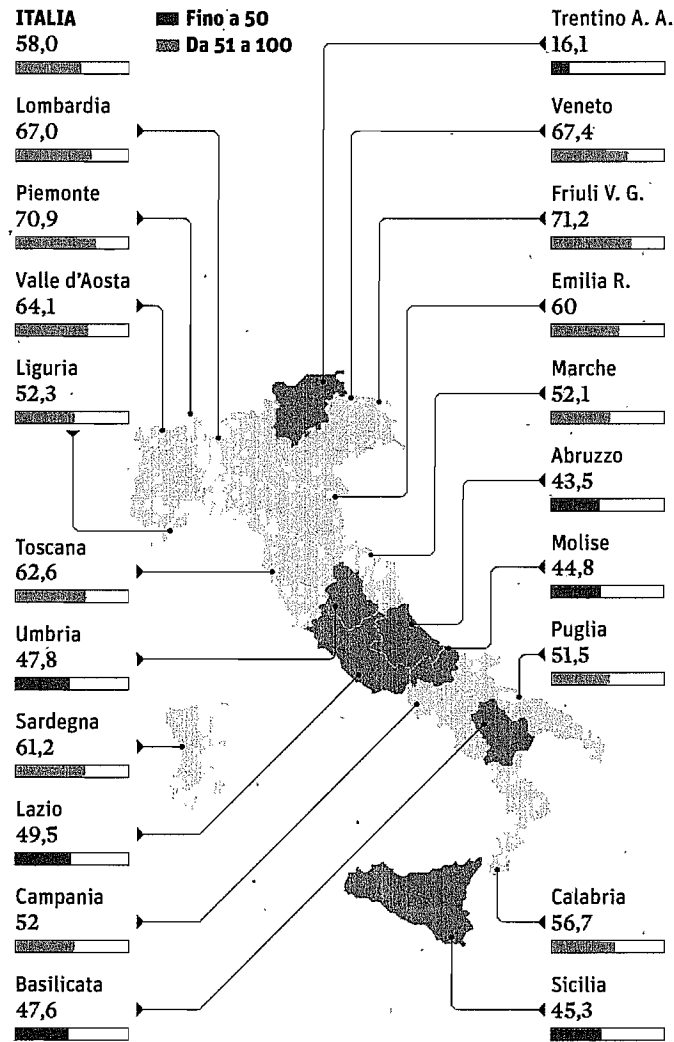 ITALIA
58,0
Fino a 50
Da 51 a 100
Lombardia
67,0
Piemonte
70,9
Valle d'Aosta
64,1
Liguria
52,3
Toscana
62,6
Umbria
47,8
Sardegna
61,2
Lazio
49,5
Campania
52
Basilicata
47,6
Trentino A. A.
16,1
Veneto
67,4
Friuli V. G.
71,2
Emilia R.
60
Marche
52,1
Abruzzo
43,5
Molise
44,8
Puglia
51,5
Calabria
56,7
Sicilia
45,3